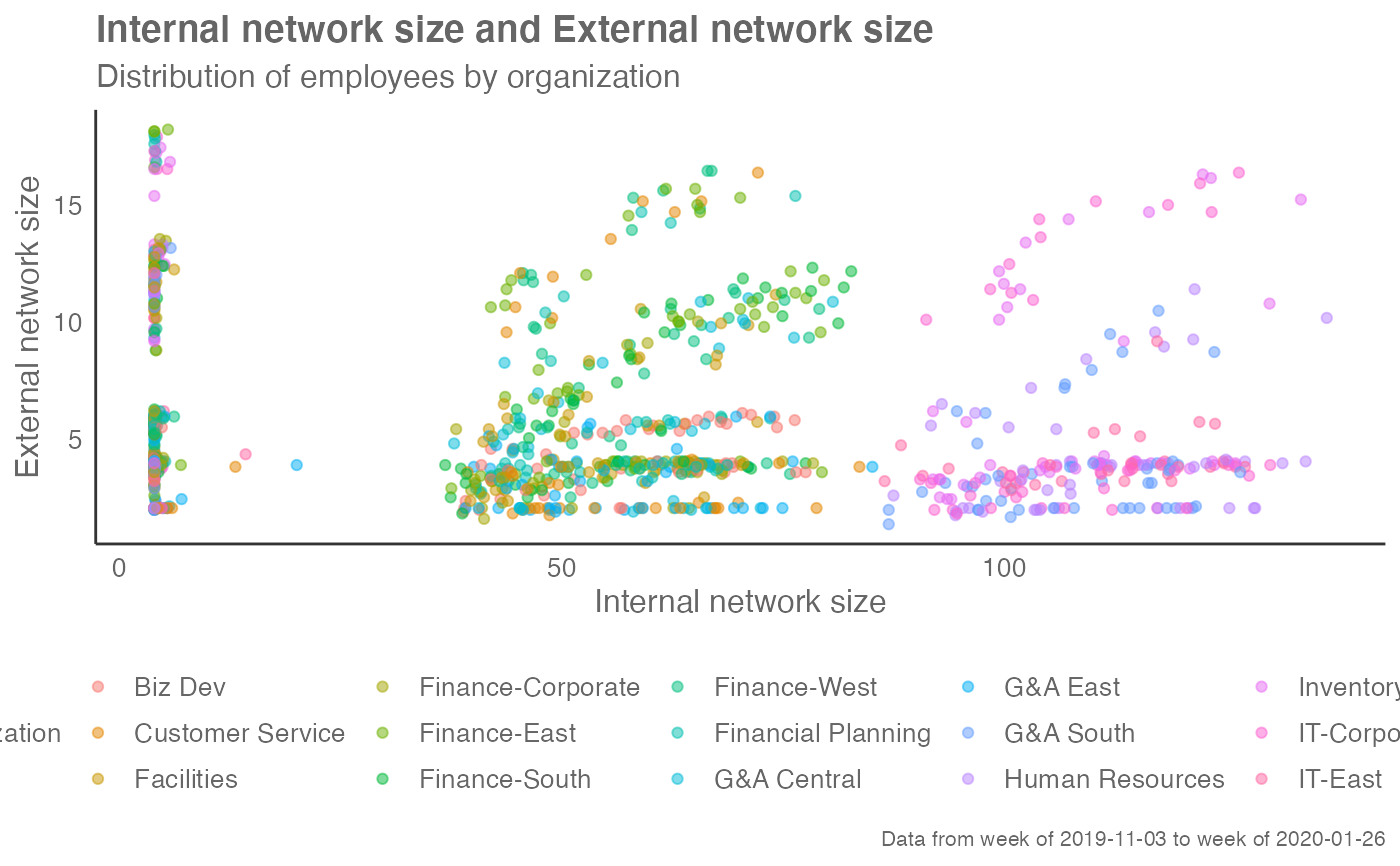 Internal network size and External network size
Distribution of employees by organization
External network size
15
10
5
0 50 100
Internal network size
zation
Biz Dev Finance-Corporate Finance-West G&A East Inventory
Customer Service Finance-East Financial Planning G&A South IT-Corpo
Facilities Finance-South G&A Central Human Resources IT-East
Data from week of 2019-11-03 to week of 2020-01-26